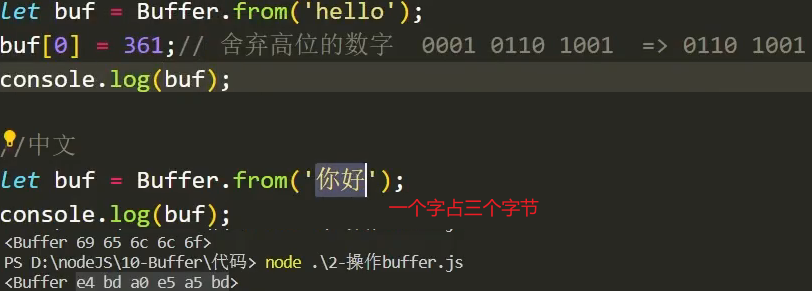 let buf = Buffer.from('hello');
buf[0] = 361;// 舍弃高位的数字  0001 0110 1001  => 0110 1001
console.log(buf);
//中文
let buf = Buffer.from('你好');
console.log(buf);
一个字占三个字节
<Buffer 69 65 6c 6c 6f>
PS D:\nodeJS\10-Buffer\代码> node .\2-操作buffer.js
<Buffer e4 bd a0 e5 a5 bd>